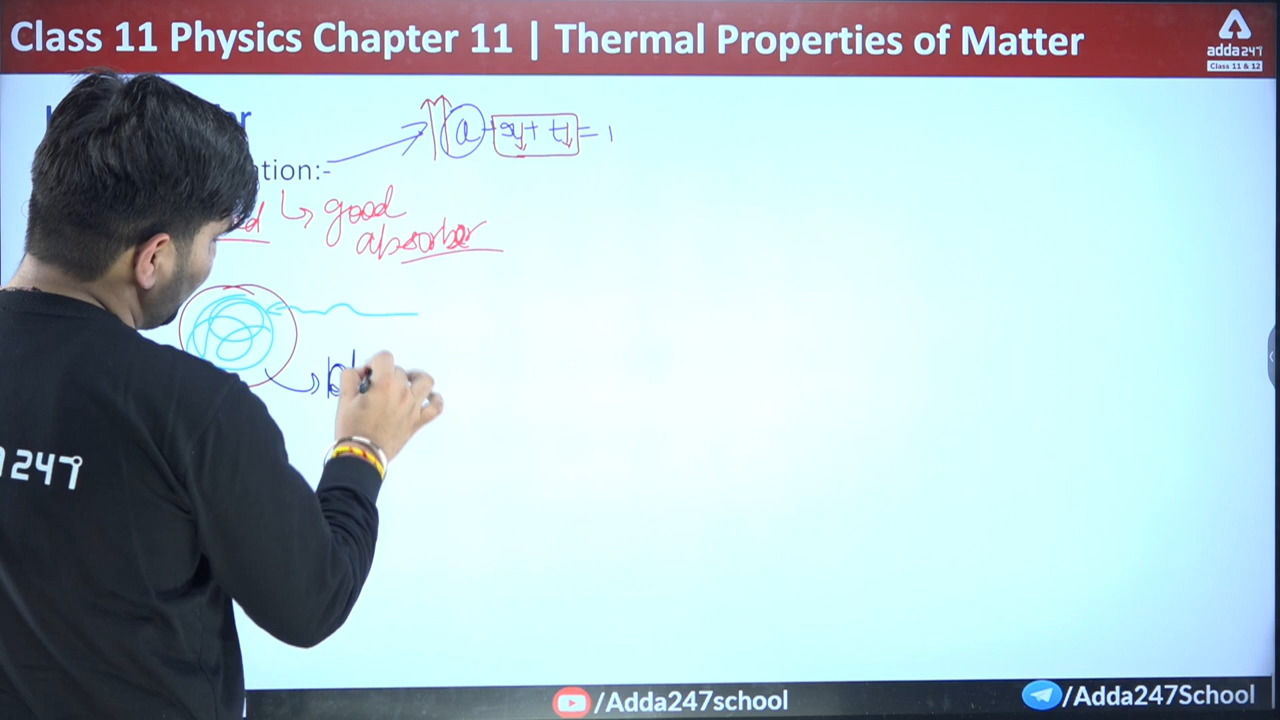 Class 11 Physics Chapter 11 | Thermal Properties of Matter
adda247
Class 11 & 12
a + r + t = 1
tion:-
good
absorber
bl
247
/Adda247school
/Adda247School